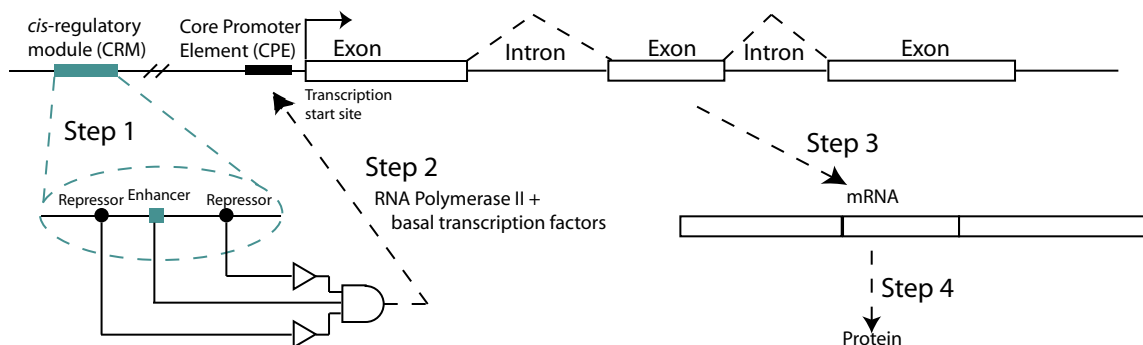 cis-regulatory
module (CRM)
Core Promoter
Element (CPE)
Exon
Intron
Exon
Intron
Exon
Transcription
start site
Step 1
Step 2
RNA Polymerase II +
basal transcription factors
Step 3
mRNA
Repressor
Enhancer
Repressor
Step 4
Protein